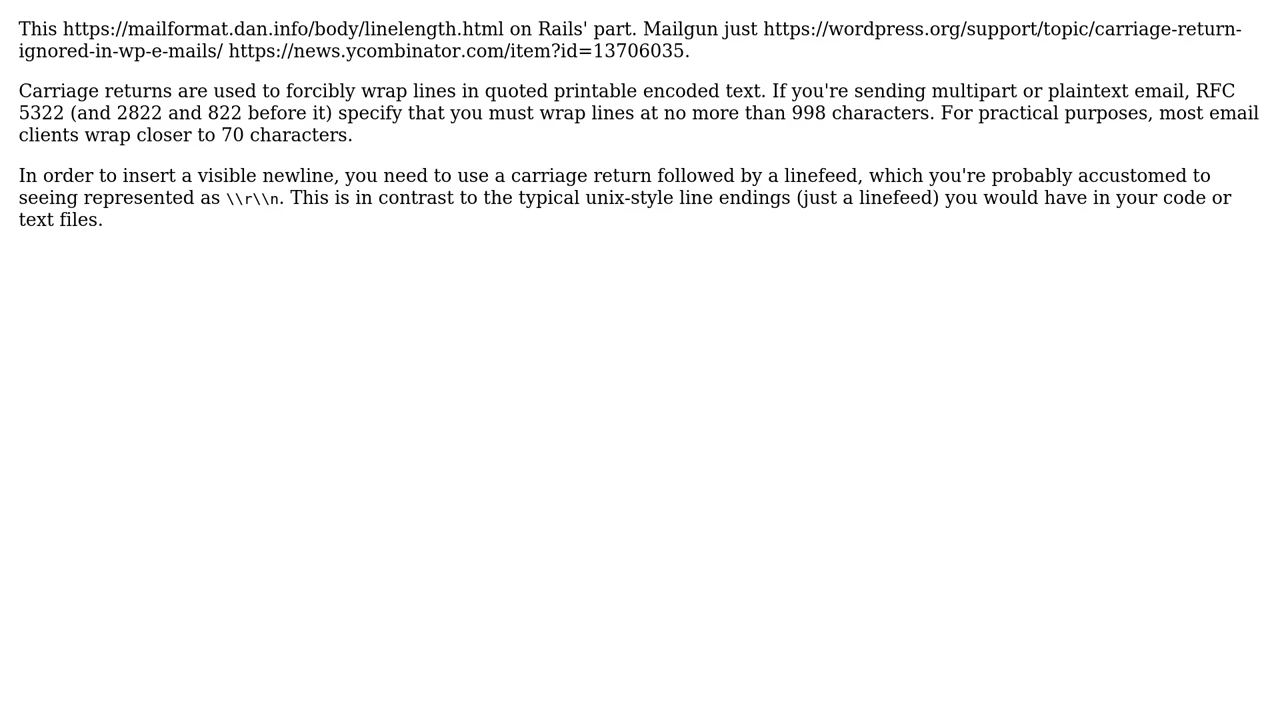 This https://mailformat.dan.info/body/linelength.html on Rails' part. Mailgun just https://wordpress.org/support/topic/carriage-return-
ignored-in-wp-e-mails/ https://news.ycombinator.com/item?id=13706035.
Carriage returns are used to forcibly wrap lines in quoted printable encoded text. If you're sending multipart or plaintext email, RFC
5322 (and 2822 and 822 before it) specify that you must wrap lines at no more than 998 characters. For practical purposes, most email
clients wrap closer to 70 characters.
In order to insert a visible newline, you need to use a carriage return followed by a linefeed, which you're probably accustomed to
seeing represented as \\r\\n. This is in contrast to the typical unix-style line endings (just a linefeed) you would have in your code or
text files.